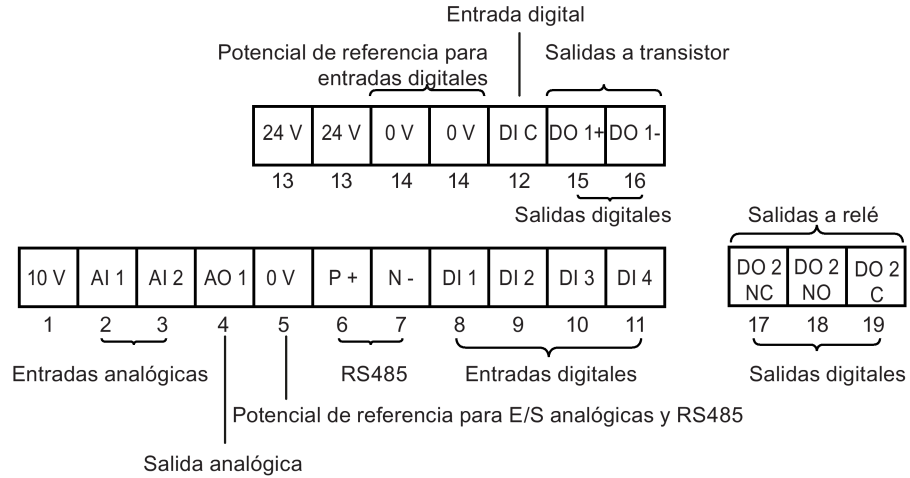 Entrada digital
Potencial de referencia para
entradas digitales
Salidas a transistor
24 V 24 V 0 V 0 V DI C DO 1+ DO 1-
13 13 14 14 12 15 16
Salidas digitales
Salidas a relé
10 V AI 1 AI 2 AO 1 0 V P + N - DI 1 DI 2 DI 3 DI 4
DO 2 DO 2 DO 2
NC NO C
1 2 3 4 5 6 7 8 9 10 11
17 18 19
Entradas analógicas
RS485
Entradas digitales
Salidas digitales
Potencial de referencia para E/S analógicas y RS485
Salida analógica